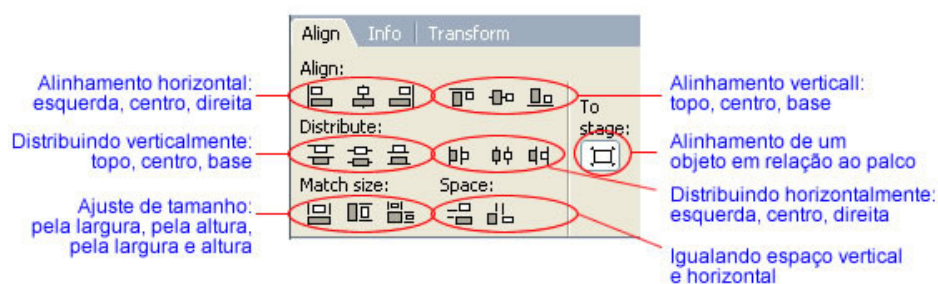 Align Info Transform
Align:
Alinhamento horizontal:
esquerda, centro, direita
Alinhamento verticall:
topo, centro, base
To
stage:
Distribute:
Distribuindo verticalmente:
topo, centro, base
Alinhamento de um
objeto em relação ao palco
Match size:
Space:
Distribuindo horizontalmente:
esquerda, centro, direita
Ajuste de tamanho:
pela largura, pela altura,
pela largura e altura
Igualando espaço vertical
e horizontal